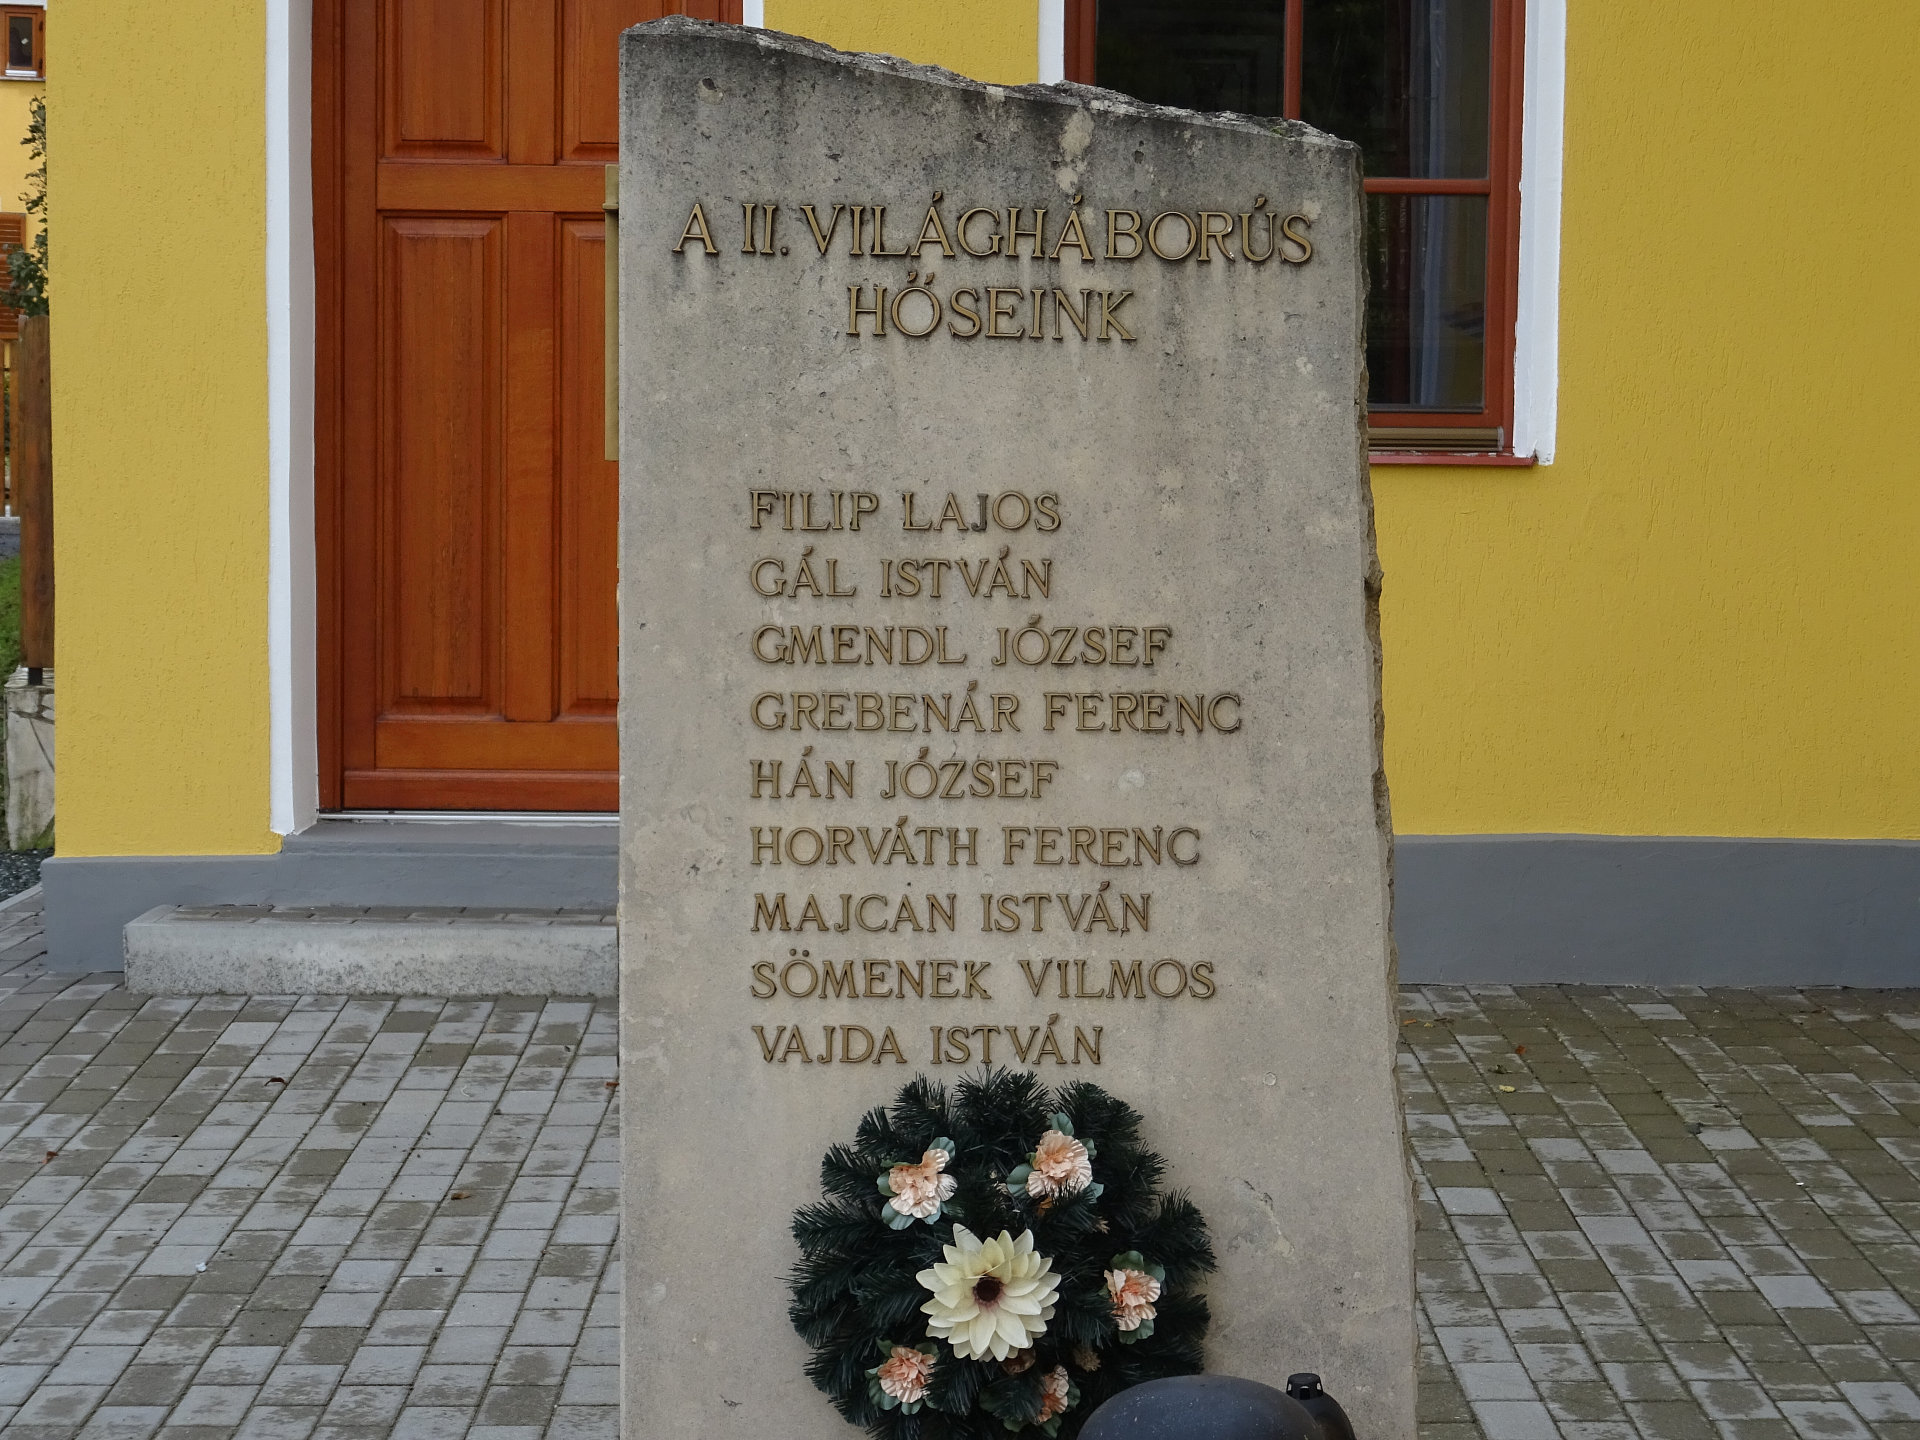 A II. VILÁGHÁBORÚS
HŐSEINK
FILIP LAJOS
GÁL ISTVÁN
GMENDL JÓZSEF
GREBENÁR FERENC
HÁN JÓZSEF
HORVÁTH FERENC
MAJCAN ISTVÁN
SÖMENEK VILMOS
VAJDA ISTVÁN